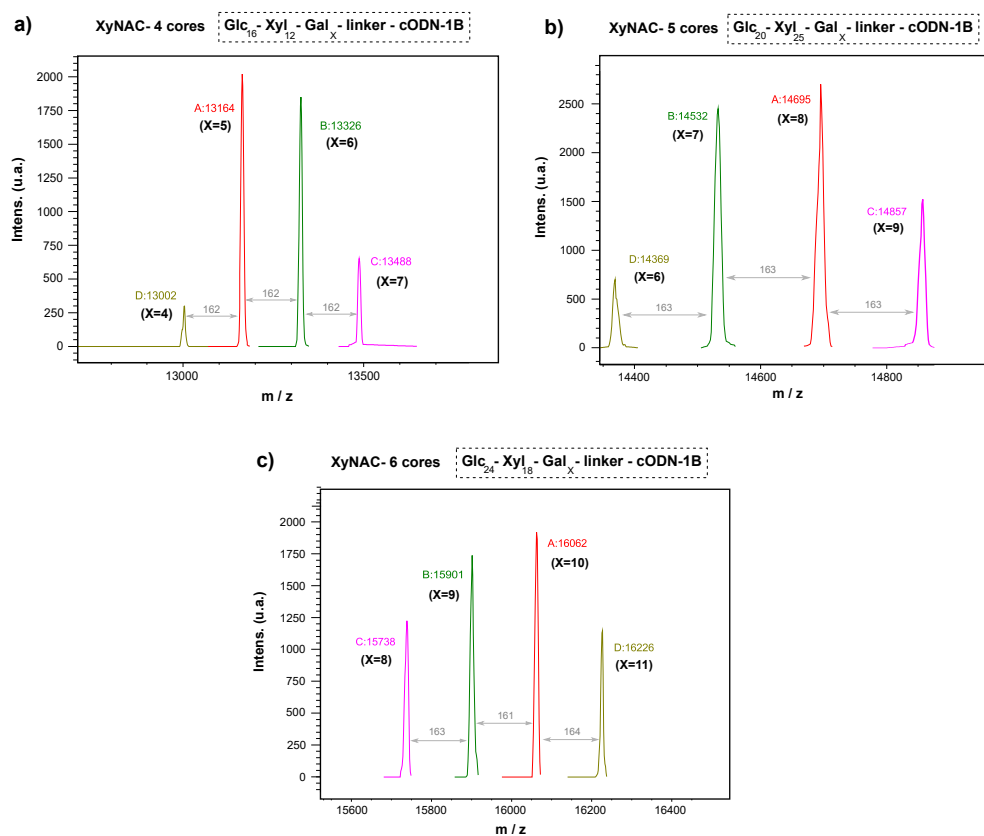 a) XyNAC- 4 cores Glc16- Xyl12- GalX- linker - cODN-1B
Intens. (u.a.)
2000
1750
1500
1250
1000
750
500
250
0
A:13164
(X=5)
B:13326
(X=6)
C:13488
(X=7)
D:13002
(X=4)
162
162
162
13000
13500
m / z
b) XyNAC- 5 cores Glc20- Xyl25- GalX- linker - cODN-1B
Intens. (u.a.)
2500
2000
1500
1000
500
0
A:14695
(X=8)
B:14532
(X=7)
C:14857
(X=9)
D:14369
(X=6)
163
163
163
14400
14600
14800
m / z
c) XyNAC- 6 cores Glc24- Xyl18- GalX- linker - cODN-1B
Intens. (u.a.)
2000
1750
1500
1250
1000
750
500
250
0
A:16062
(X=10)
B:15901
(X=9)
C:15738
(X=8)
D:16226
(X=11)
163
161
164
15600
15800
16000
16200
16400
m / z